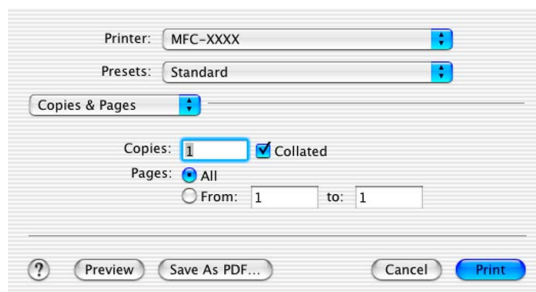 Printer: MFC-XXXX
Presets: Standard
Copies & Pages
Copies: 1 Collated
Pages: All
From: 1 to: 1
? Preview Save As PDF... Cancel Print